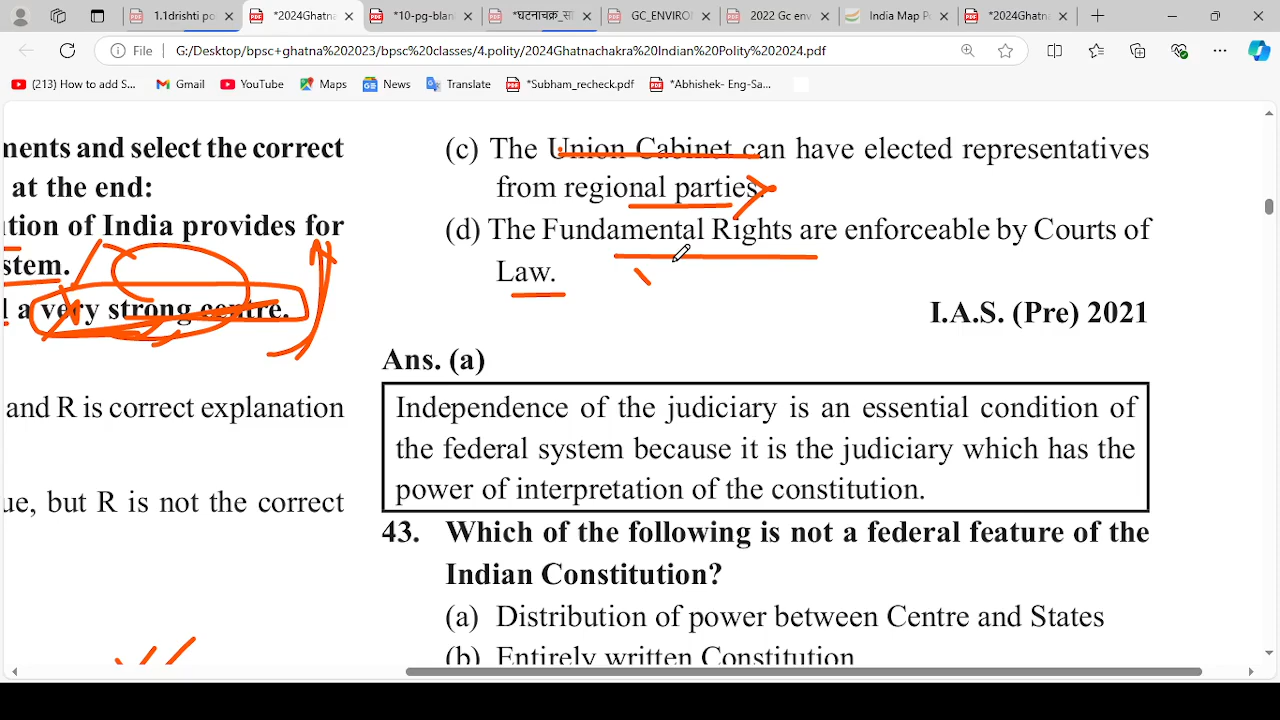 1.1drishti po
*2024Ghatna
*10-pg-blan
*घटनाचक्र_सा
GC_ENVIRO
2022 Gc env
India Map P
*2024Ghatna
File
G:/Desktop/bpsc+ghatna%202023/bpsc%20classes/4.polity/2024Ghatnachakra%20Indian%20Polity%202024.pdf
(213) How to add S...
Gmail
YouTube
Maps
News
Translate
*Subham_recheck.pdf
*Abhishek- Eng-Sa...
ments and select the correct
at the end:
tion of India provides for
stem.
a very strong centre.
and R is correct explanation
ue, but R is not the correct
(c) The Union Cabinet can have elected representatives
from regional parties.
(d) The Fundamental Rights are enforceable by Courts of
Law.
I.A.S. (Pre) 2021
Ans. (a)
Independence of the judiciary is an essential condition of
the federal system because it is the judiciary which has the
power of interpretation of the constitution.
43. Which of the following is not a federal feature of the
Indian Constitution?
(a) Distribution of power between Centre and States
(b) Entirely written Constitution